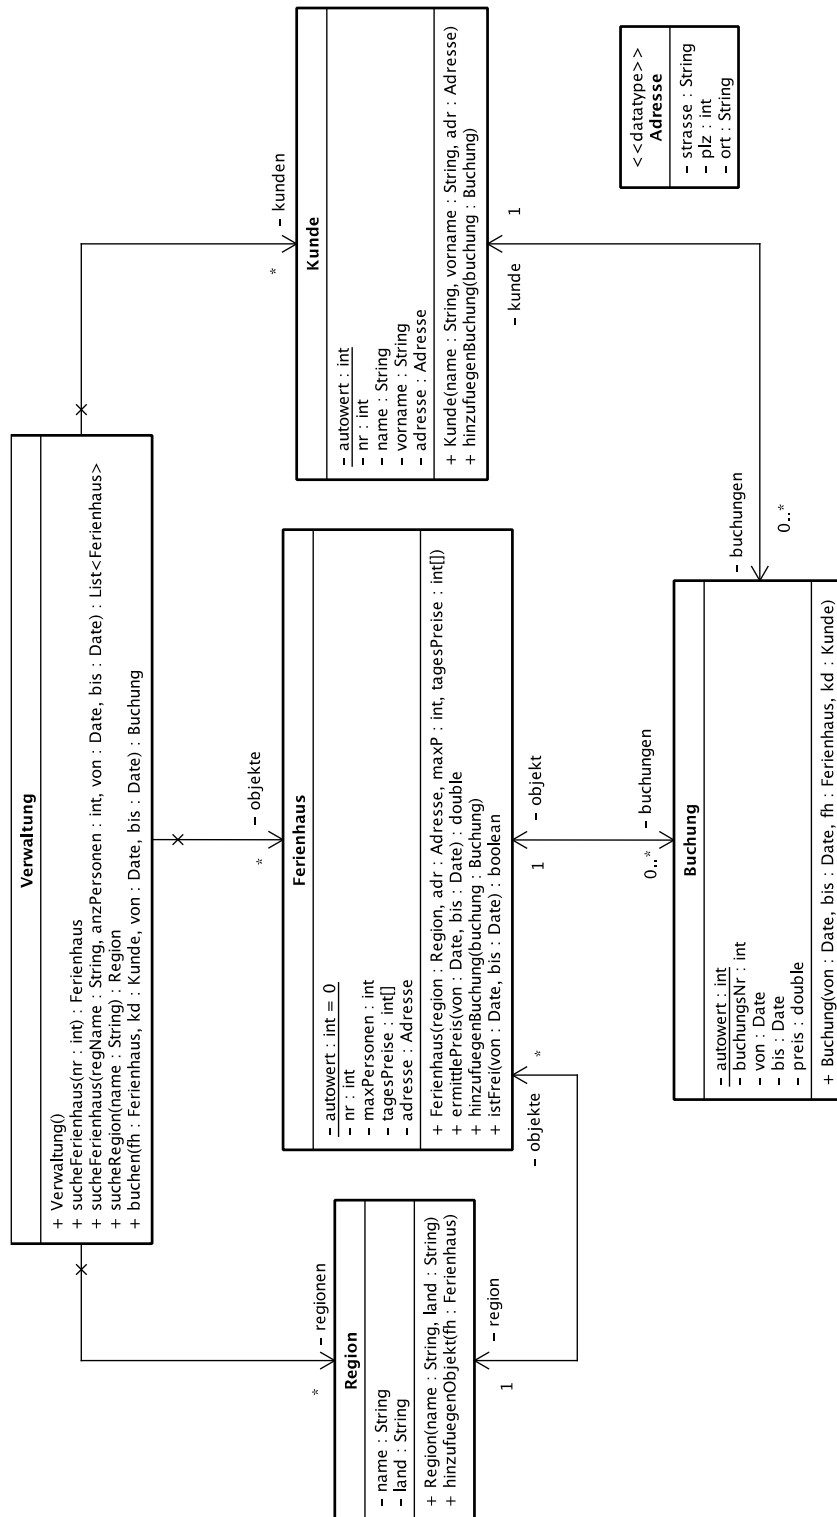 Verwaltung
+ Verwaltung()
+ sucheFerienhaus(nr : int) : Ferienhaus
+ sucheFerienhaus(regName : String, anzPersonen : int, von : Date, bis : Date) : List<Ferienhaus>
+ sucheRegion(name : String) : Region
+ buchen(fh : Ferienhaus, kd : Kunde, von : Date, bis : Date) : Buchung
*
- regionen
*
- objekte
*
- kunden
Region
- name : String
- land : String
+ Region(name : String, land : String)
+ hinzufuegenObjekt(fh : Ferienhaus)
Ferienhaus
- autowert : int = 0
- nr : int
- maxPersonen : int
- tagesPreise : int[]
- adresse : Adresse
+ Ferienhaus(region : Region, adr : Adresse, maxP : int, tagesPreise : int[])
+ ermittlePreis(von : Date, bis : Date) : double
+ hinzufuegenBuchung(buchung : Buchung)
+ istFrei(von : Date, bis : Date) : boolean
Kunde
- autowert : int
- nr : int
- name : String
- vorname : String
- adresse : Adresse
+ Kunde(name : String, vorname : String, adr : Adresse)
+ hinzufuegenBuchung(buchung : Buchung)
1
- region
- objekte
*
1
- objekt
- kunde
1
0..*
- buchungen
- buchungen
0..*
Buchung
- autowert : int
- buchungsNr : int
- von : Date
- bis : Date
- preis : double
+ Buchung(von : Date, bis : Date, fh : Ferienhaus, kd : Kunde)
<<datatype>>
Adresse
- strasse : String
- plz : int
- ort : String